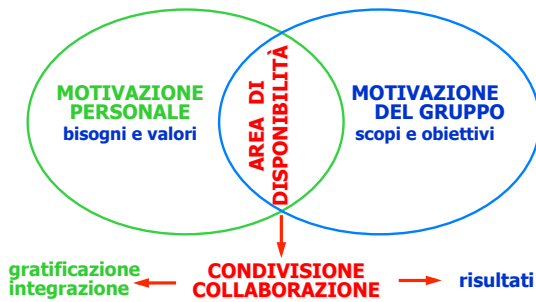 MOTIVAZIONE
PERSONALE
bisogni e valori
AREA DI
DISPONIBILITÀ
MOTIVAZIONE
DEL GRUPPO
scopi e obiettivi
gratificazione
integrazione
CONDIVISIONE
COLLABORAZIONE
risultati